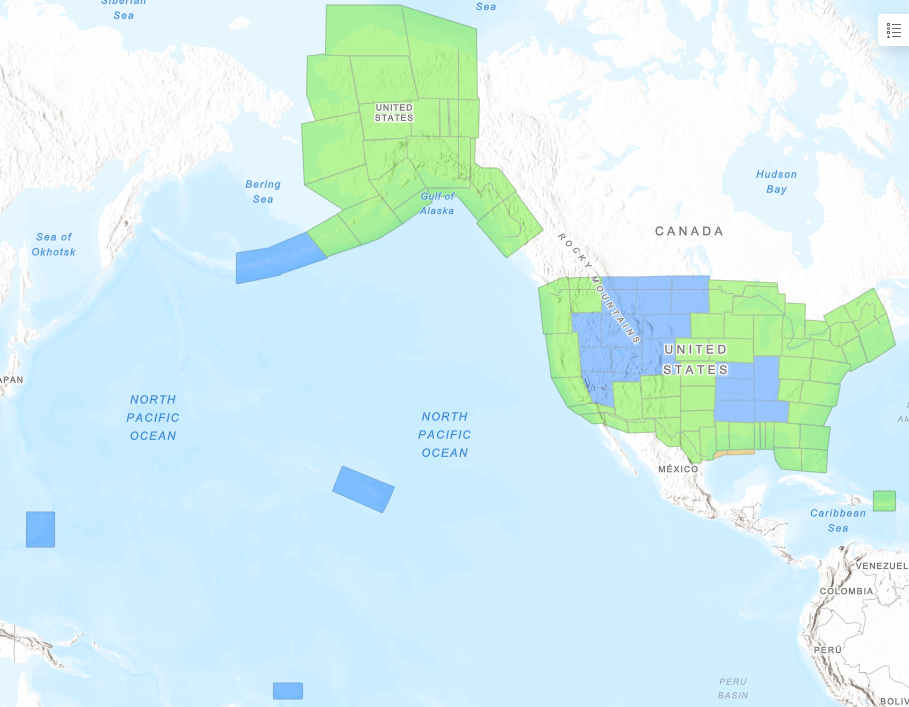 Siberian
Sea
Sea
UNITED
STATES
Bering
Sea
Gulf of
Alaska
Hudson
Bay
Sea of
Okhotsk
CANADA
ROCKY MOUNTAINS
UNITED
STATES
APAN
NORTH
PACIFIC
OCEAN
NORTH
PACIFIC
OCEAN
MÉXICO
Caribbean
Sea
VENEZUEL
COLOMBIA
PERÚ
PERU
BASIN
BOLIV